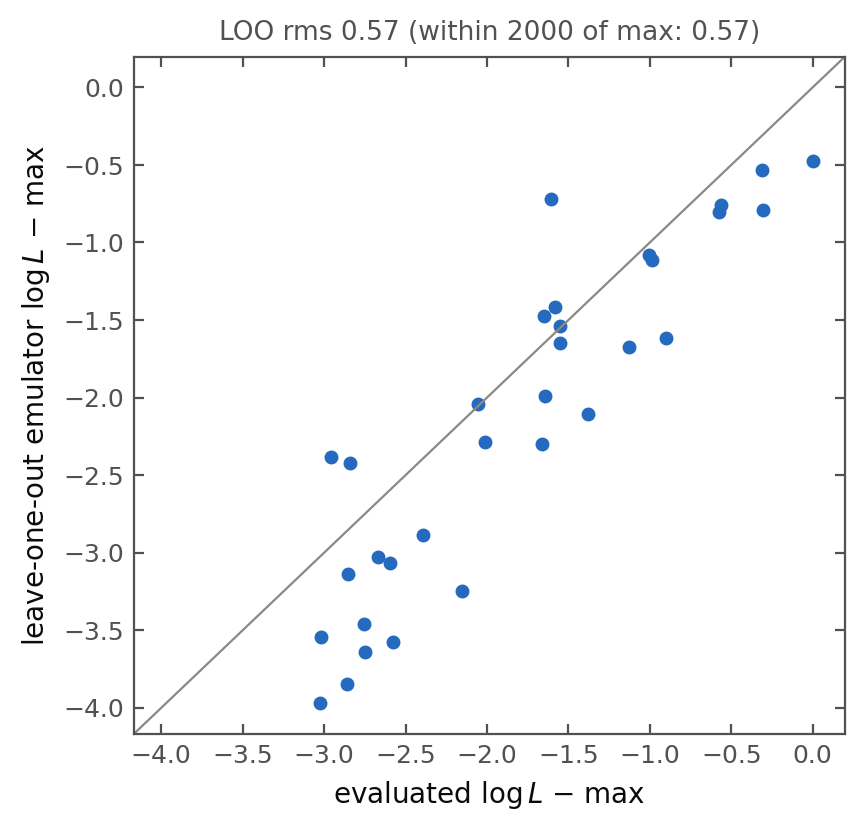 LOO rms 0.57 (within 2000 of max: 0.57)
leave-one-out emulator log L − max
0.0
−0.5
−1.0
−1.5
−2.0
−2.5
−3.0
−3.5
−4.0
−4.0 −3.5 −3.0 −2.5 −2.0 −1.5 −1.0 −0.5 0.0
evaluated log L − max